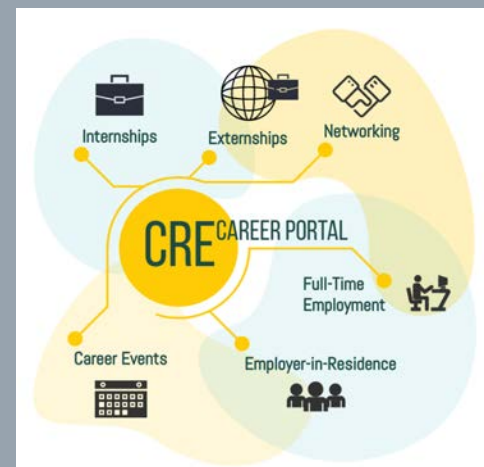 Internships
Externships
Networking
CRE CAREER PORTAL
Full-Time
Employment
Career Events
Employer-in-Residence